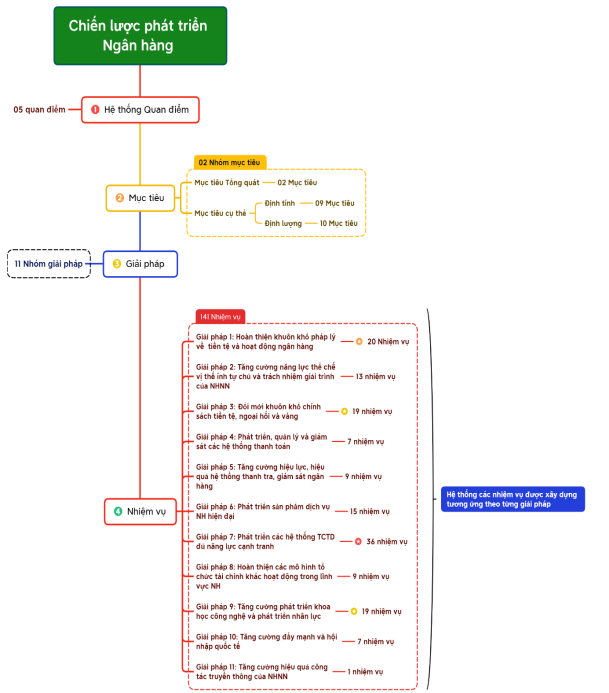 Chiến lược phát triển
Ngân hàng
05 quan điểm
1 Hệ thống Quan điểm
02 Nhóm mục tiêu
2 Mục tiêu
Mục tiêu Tổng quát
02 Mục tiêu
Mục tiêu cụ thể
Định tính
09 Mục tiêu
Định lượng
10 Mục tiêu
11 Nhóm giải pháp
3 Giải pháp
4 Nhiệm vụ
141 Nhiệm vụ
Giải pháp 1: Hoàn thiện khuôn khổ pháp lý
về tiền tệ và hoạt động ngân hàng
20 Nhiệm vụ
Giải pháp 2: Tăng cường năng lực thể chế
vị thế tính tự chủ và trách nhiệm giải trình
của NHNN
13 nhiệm vụ
Giải pháp 3: Đổi mới khuôn khổ chính
sách tiền tệ, ngoại hối và vàng
19 nhiệm vụ
Giải pháp 4: Phát triển, quản lý và giám
sát các hệ thống thanh toán
7 nhiệm vụ
Giải pháp 5: Tăng cường hiệu lực, hiệu
quả hệ thống thanh tra, giám sát ngân
hàng
9 nhiệm vụ
Giải pháp 6: Phát triển sản phẩm dịch vụ
NH hiện đại
15 nhiệm vụ
Giải pháp 7: Phát triển các hệ thống TCTD
đủ năng lực cạnh tranh
36 nhiệm vụ
Giải pháp 8: Hoàn thiện các mô hình tổ
chức tài chính khác hoạt động trong lĩnh
vực NH
9 nhiệm vụ
Giải pháp 9: Tăng cường phát triển khoa
học công nghệ và phát triển nhân lực
19 nhiệm vụ
Giải pháp 10: Tăng cường đẩy mạnh và hội
nhập quốc tế
7 nhiệm vụ
Giải pháp 11: Tăng cường hiệu quả công
tác truyền thông của NHNN
1 nhiệm vụ
Hệ thống các nhiệm vụ được xây dựng
tương ứng theo từng giải pháp